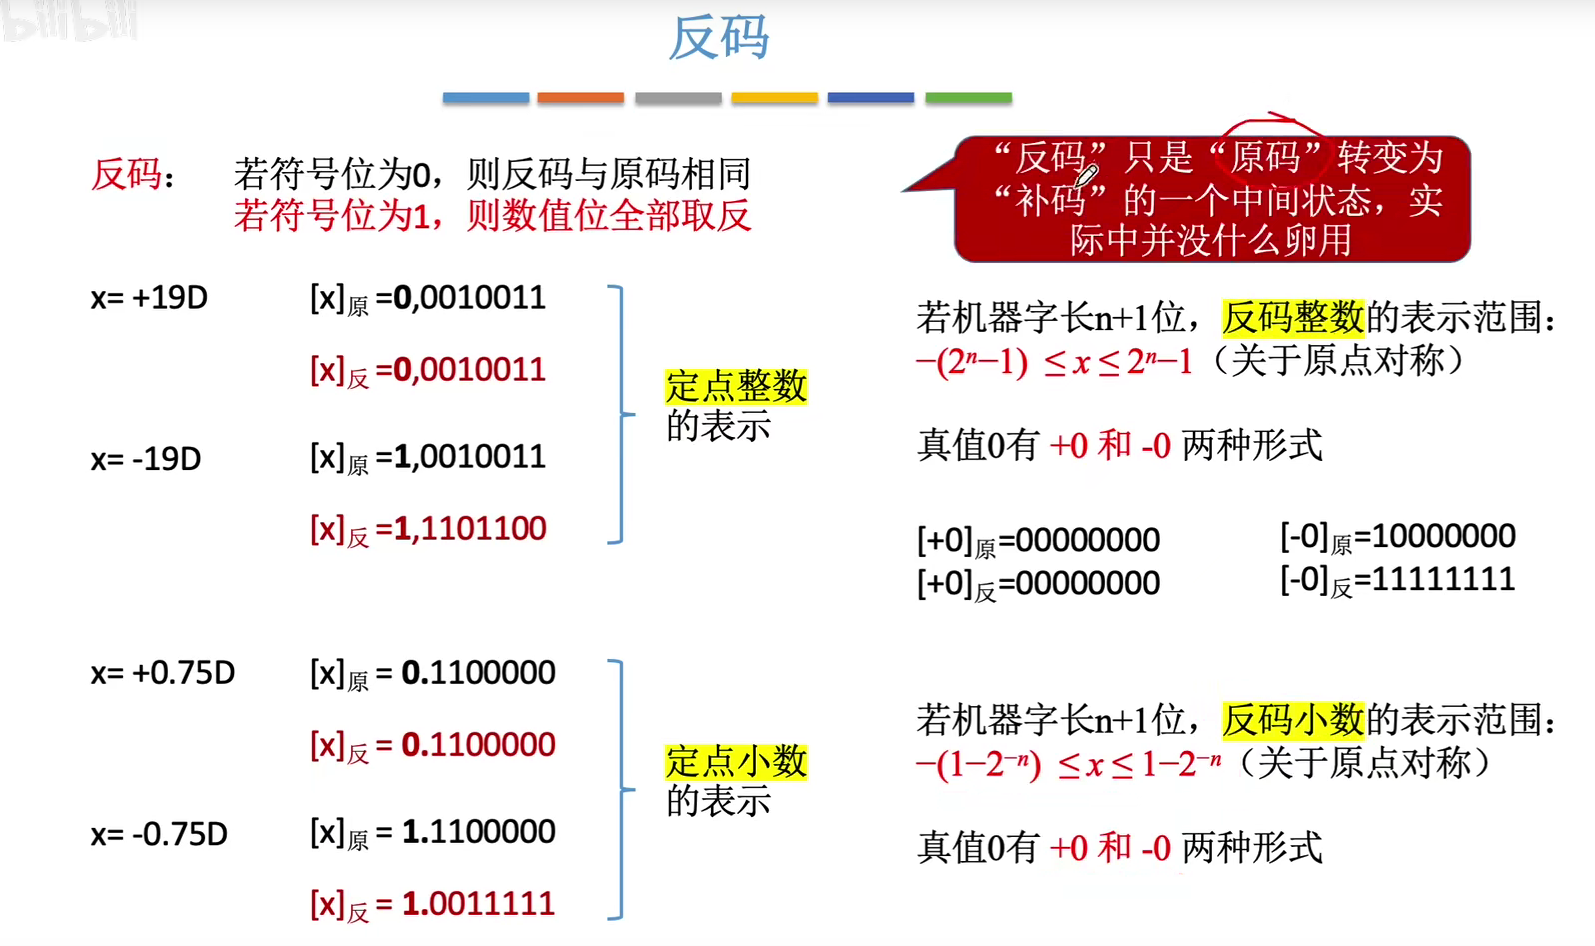 bilibili
反码
反码： 若符号位为0，则反码与原码相同
若符号位为1，则数值位全部取反
“反码”只是“原码”转变为
“补码”的一个中间状态，实
际中并没什么卵用
x= +19D [x]原 =0,0010011
[x]反 =0,0010011
x= -19D [x]原 =1,0010011
[x]反 =1,1101100
定点整数
的表示
若机器字长n+1位，反码整数的表示范围：
−(2ⁿ−1) ≤ x ≤ 2ⁿ−1（关于原点对称）
真值0有 +0 和 -0 两种形式
[+0]原=00000000 [-0]原=10000000
[+0]反=00000000 [-0]反=11111111
x= +0.75D [x]原 = 0.1100000
[x]反 = 0.1100000
x= -0.75D [x]原 = 1.1100000
[x]反 = 1.0011111
定点小数
的表示
若机器字长n+1位，反码小数的表示范围：
−(1−2⁻ⁿ) ≤ x ≤ 1−2⁻ⁿ（关于原点对称）
真值0有 +0 和 -0 两种形式